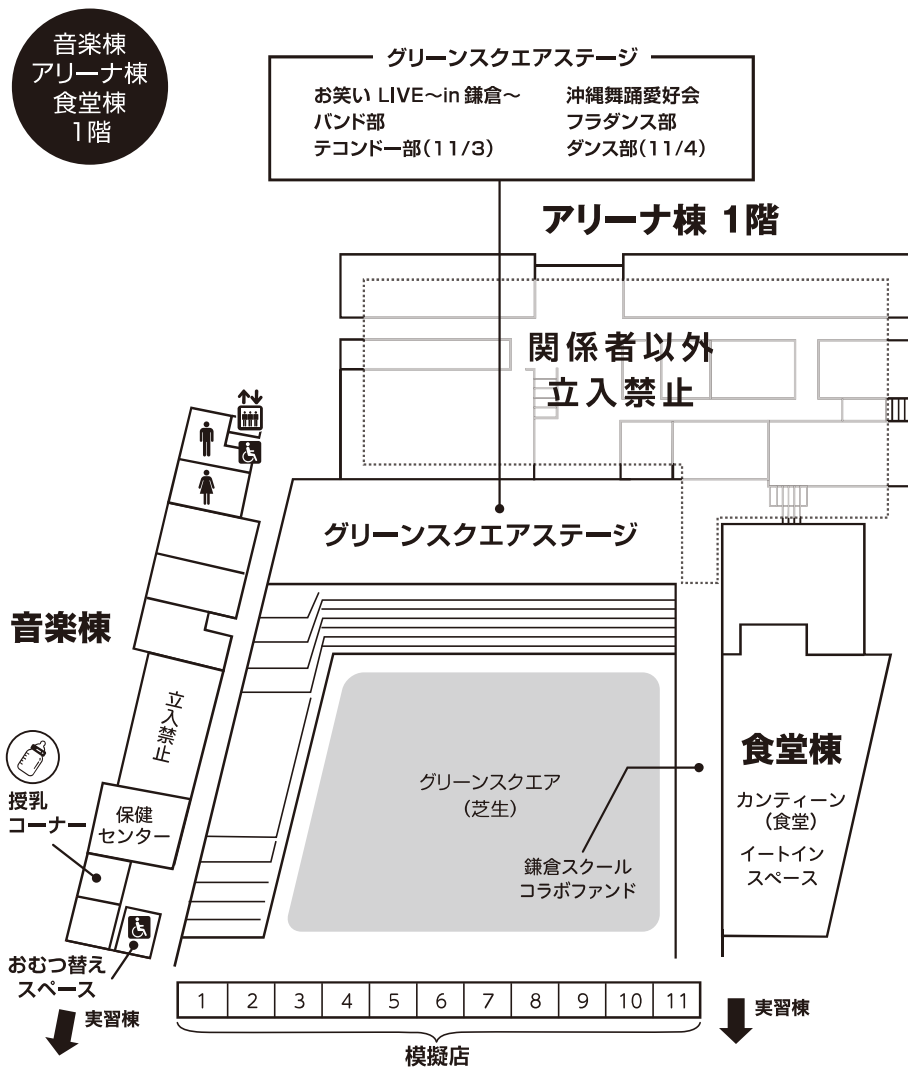 音楽棟
アリーナ棟
食堂棟
1階
グリーンスクエアステージ
お笑い LIVE～in 鎌倉～
バンド部
テコンドー部(11/3)
沖縄舞踊愛好会
フラダンス部
ダンス部(11/4)
アリーナ棟 1階
関係者以外
立入禁止
グリーンスクエアステージ
音楽棟
立入禁止
授乳
コーナー
保健
センター
おむつ替え
スペース
実習棟
グリーンスクエア
(芝生)
鎌倉スクール
コラボファンド
食堂棟
カンティーン
(食堂)
イートイン
スペース
1 2 3 4 5 6 7 8 9 10 11
模擬店
実習棟